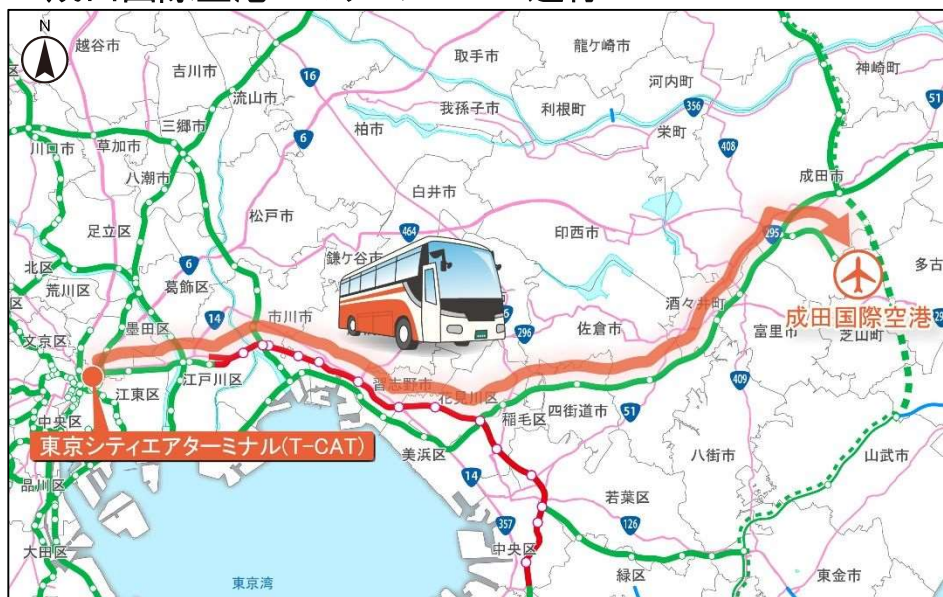 越谷市
取手市
龍ケ崎市
河内町
神崎町
吉川市
16
流山市
我孫子市
利根町
356
51
栄町
柏市
6
408
三郷市
川口市
草加市
八潮市
成田市
白井市
松戸市
印西市
足立区
464
295
鎌ケ谷市
北区
6
葛飾区
荒川区
多古
酒々井町
成田国際空港
14
市川市
296
佐倉市
富里市
芝山町
墨田区
文京区
江戸川区
習志野市
江東区
花見川区
409
稲毛区
四街道市
51
中央区
東京シティエアターミナル(T-CAT)
美浜区
八街市
山武市
14
品川区
若葉区
357
126
大田区
中央区
東京湾
緑区
東金市